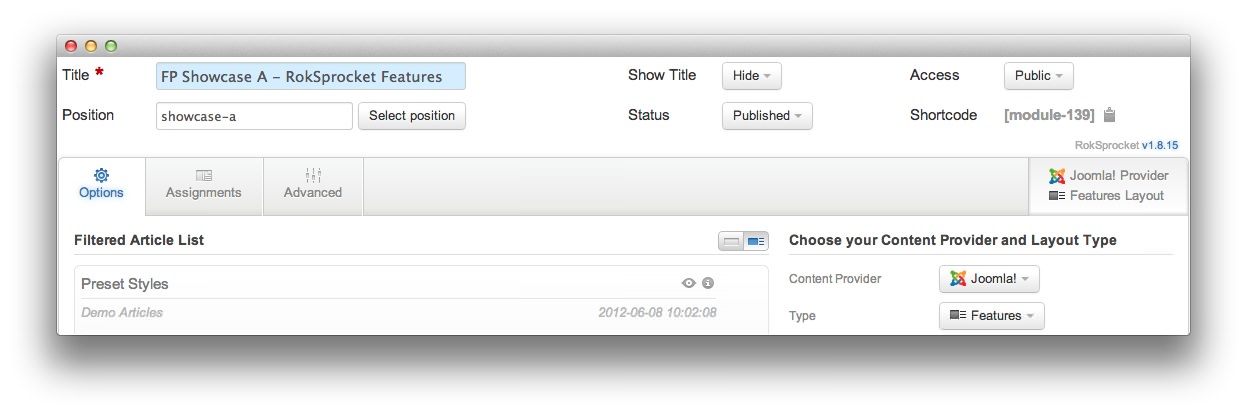 Title * FP Showcase A - RokSprocket Features Show Title Hide Access Public
Position showcase-a Select position Status Published Shortcode [module-139]
RokSprocket v1.8.15
Options Assignments Advanced Joomla! Provider
Features Layout
Filtered Article List Choose your Content Provider and Layout Type
Preset Styles Content Provider Joomla!
Demo Articles 2012-06-08 10:02:08 Type Features